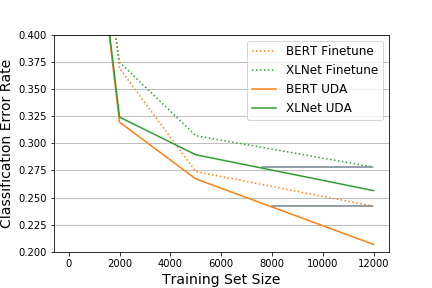 0.400
0.375
0.350
0.325
0.300
0.275
0.250
0.225
0.200
Classification Error Rate
BERT Finetune
XLNet Finetune
BERT UDA
XLNet UDA
0 2000 4000 6000 8000 10000 12000
Training Set Size